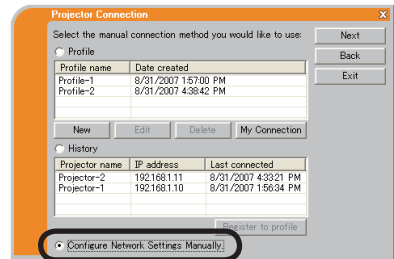 Projector Connection X
Select the manual connection method you would like to use:
Next
Profile
Back
Profile name Date created
Exit
Profile-1 8/31/2007 1:57:00 PM
Profile-2 8/31/2007 4:38:42 PM
New Edit Delete My Connection
History
Projector name IP address Last connected
Projector-2 192.168.1.11 8/31/2007 4:33:21 PM
Projector-1 192.168.1.10 8/31/2007 1:56:34 PM
Register to profile
Configure Network Settings Manually